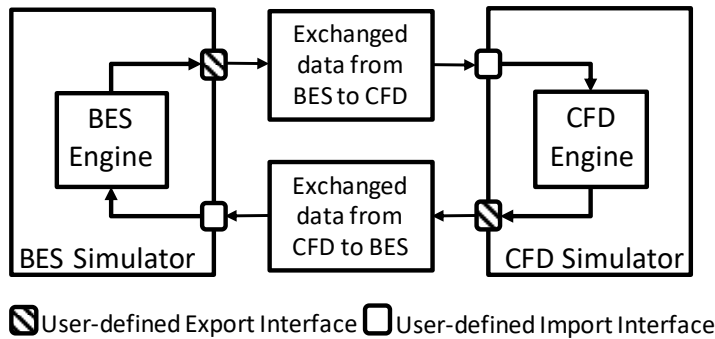 Exchanged
data from
BES to CFD
BES
Engine
CFD
Engine
Exchanged
data from
CFD to BES
BES Simulator
CFD Simulator
User-defined Export Interface
User-defined Import Interface